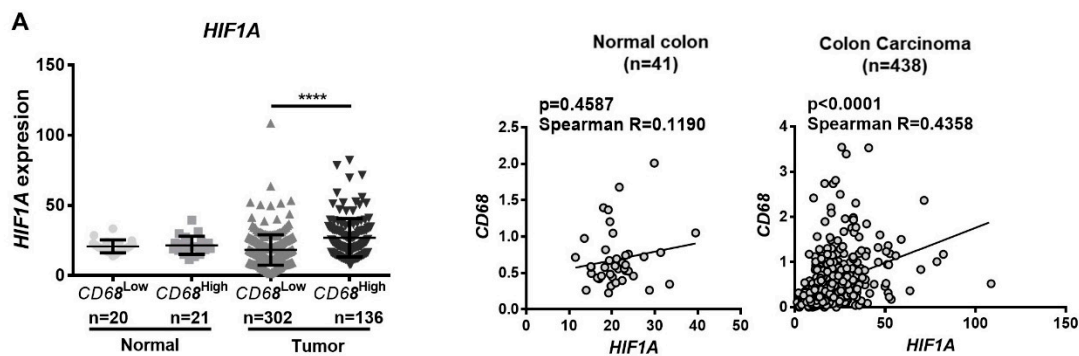 A
HIF1A
HIF1A expresion
150
100
50
0
****
CD68Low
CD68High
CD68Low
CD68High
n=20
n=21
n=302
n=136
Normal
Tumor
Normal colon
(n=41)
p=0.4587
Spearman R=0.1190
CD68
2.5
2.0
1.5
1.0
0.5
0.0
0
10
20
30
40
50
HIF1A
Colon Carcinoma
(n=438)
p<0.0001
Spearman R=0.4358
CD68
4
3
2
1
0
0
50
100
150
HIF1A